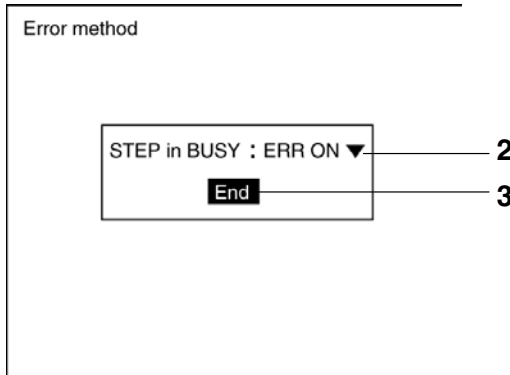 Error method
STEP in BUSY : ERR ON ▼ 2
End 3